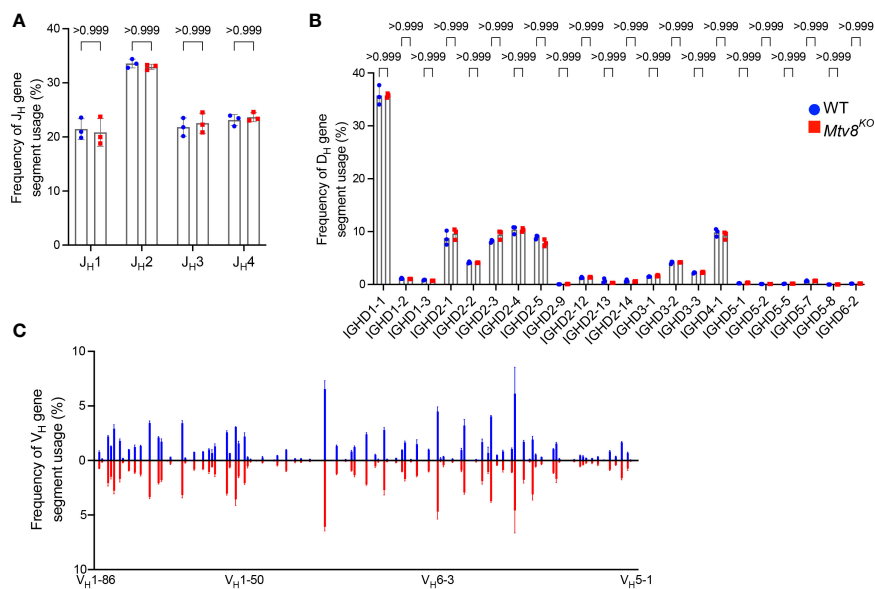 A
>0.999 >0.999 >0.999 >0.999
40
30
20
10
0
Frequency of JH gene
segment usage (%)
JH1 JH2 JH3 JH4
B
>0.999 >0.999 >0.999 >0.999 >0.999 >0.999 >0.999 >0.999 >0.999 >0.999 >0.999
>0.999 >0.999 >0.999 >0.999 >0.999 >0.999 >0.999 >0.999 >0.999 >0.999 >0.999
40
30
20
10
0
Frequency of DH gene
segment usage (%)
WT
Mtv8KO
IGHD1-1
IGHD1-2
IGHD1-3
IGHD2-1
IGHD2-2
IGHD2-3
IGHD2-4
IGHD2-5
IGHD2-9
IGHD2-12
IGHD2-13
IGHD2-14
IGHD3-1
IGHD3-2
IGHD3-3
IGHD4-1
IGHD5-1
IGHD5-2
IGHD5-5
IGHD5-7
IGHD5-8
IGHD6-2
C
10
5
0
5
10
Frequency of VH gene
segment usage (%)
VH1-86 VH1-50 VH6-3 VH5-1